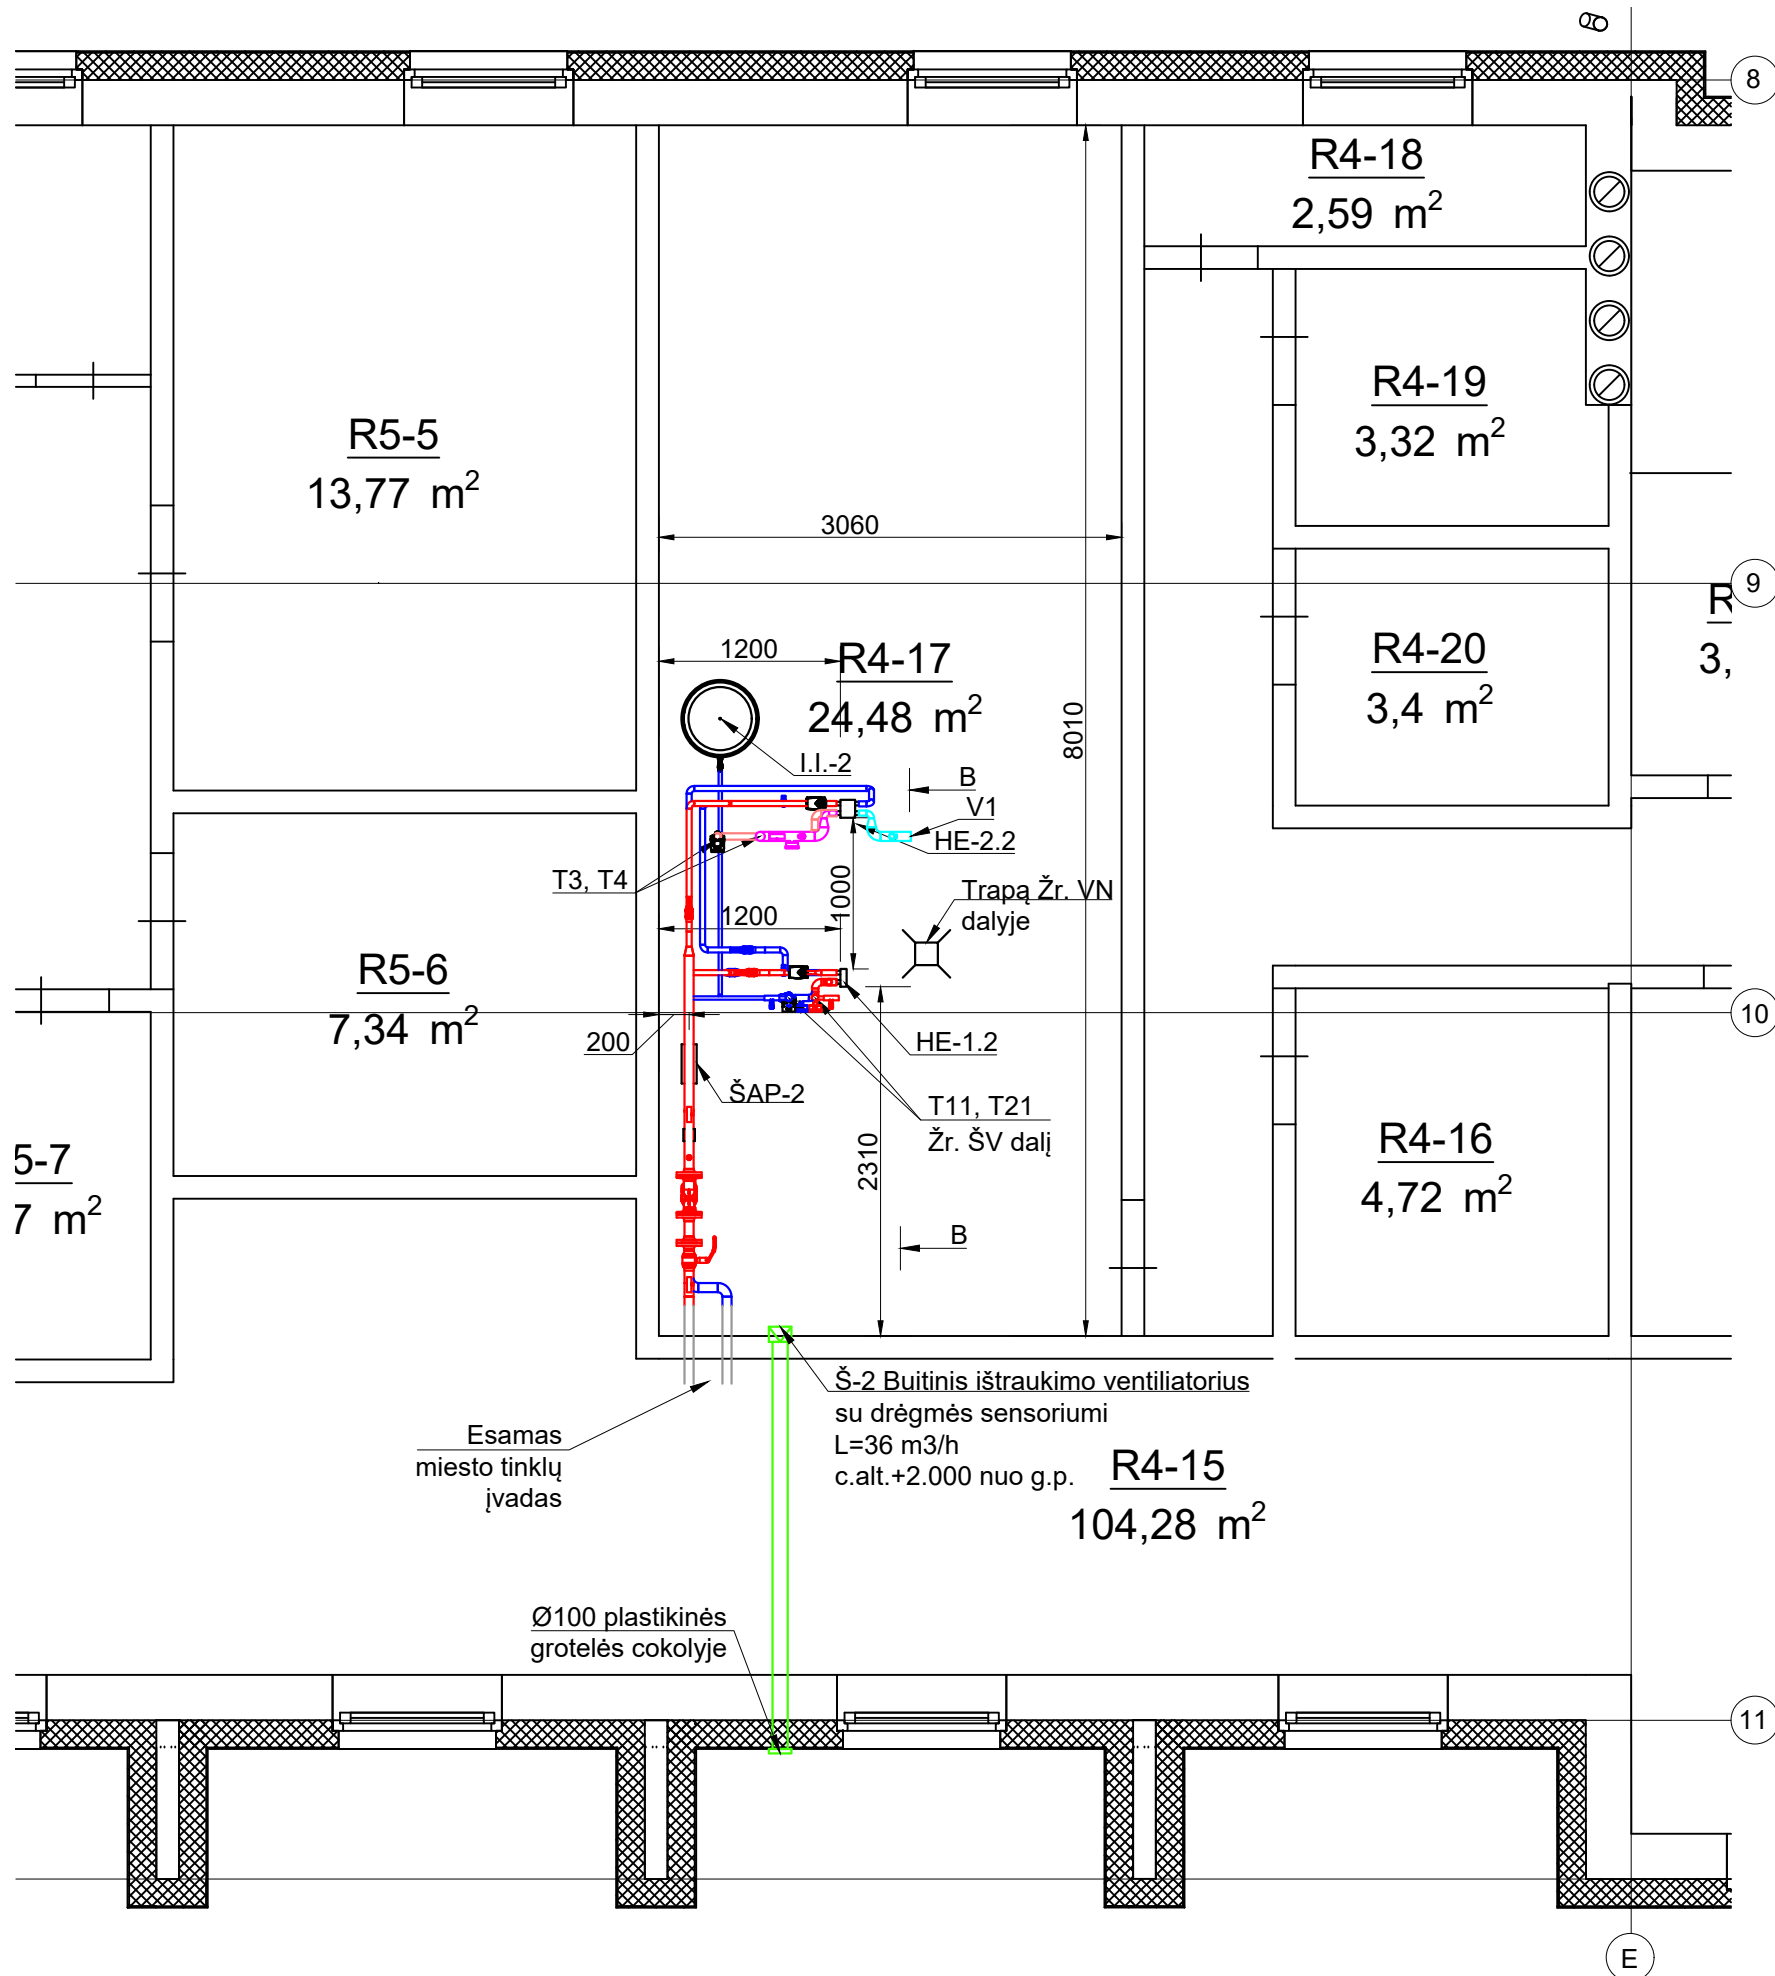 8
R4-18
2,59 m²
R4-19
3,32 m²
R5-5
13,77 m²
3060
9
R
3,
1200
R4-17
24,48 m²
R4-20
3,4 m²
8010
I.I.-2
B
V1
HE-2.2
T3, T4
1000
Trapą Žr. VN
dalyje
1200
R5-6
7,34 m²
10
200
HE-1.2
ŠAP-2
T11, T21
Žr. ŠV dalį
2310
R4-16
4,72 m²
5-7
7 m²
B
Š-2 Buitinis ištraukimo ventiliatorius
su drėgmės sensoriumi
L=36 m3/h
c.alt.+2.000 nuo g.p.
Esamas
miesto tinklų
įvadas
R4-15
104,28 m²
Ø100 plastikinės
grotelės cokolyje
11
E